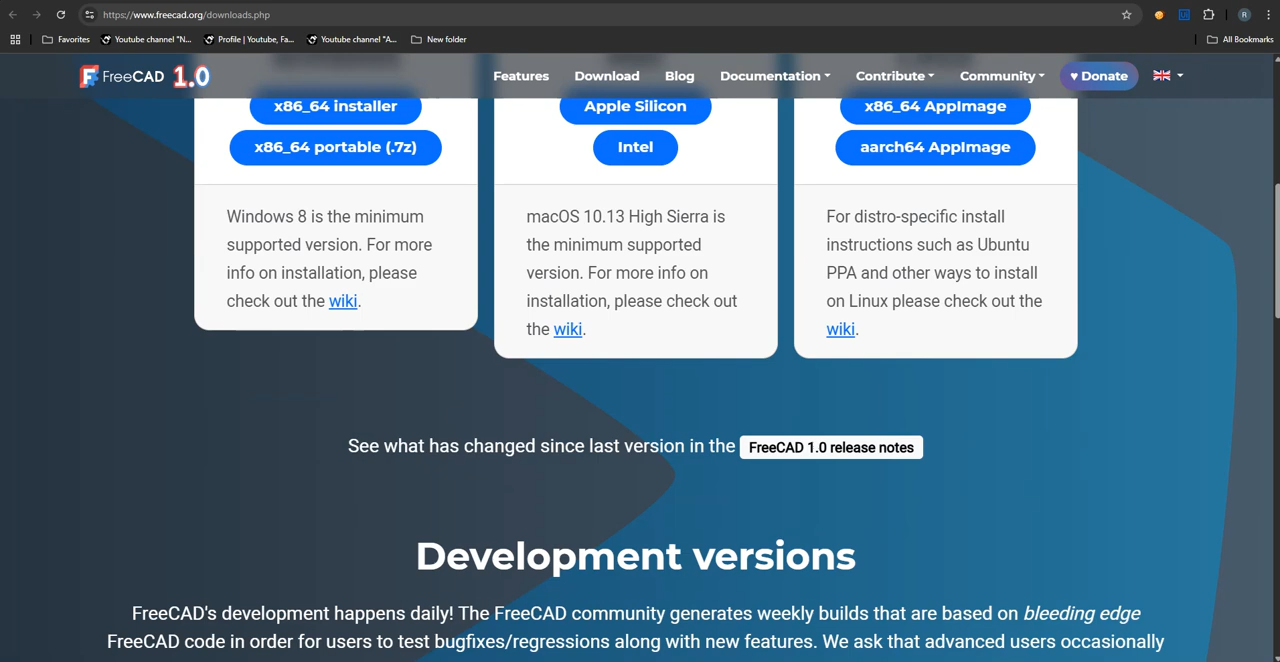 https://www.freecad.org/downloads.php
R
Favorites
Youtube channel "N...
Profile | Youtube, Fa...
Youtube channel "A...
New folder
All Bookmarks
FreeCAD 1.0
Features
Download
Blog
Documentation
Contribute
Community
♥ Donate
x86_64 installer
x86_64 portable (.7z)
Windows 8 is the minimum
supported version. For more
info on installation, please
check out the wiki.
Apple Silicon
Intel
macOS 10.13 High Sierra is
the minimum supported
version. For more info on
installation, please check out
the wiki.
x86_64 AppImage
aarch64 AppImage
For distro-specific install
instructions such as Ubuntu
PPA and other ways to install
on Linux please check out the
wiki.
See what has changed since last version in the FreeCAD 1.0 release notes
Development versions
FreeCAD's development happens daily! The FreeCAD community generates weekly builds that are based on bleeding edge
FreeCAD code in order for users to test bugfixes/regressions along with new features. We ask that advanced users occasionally